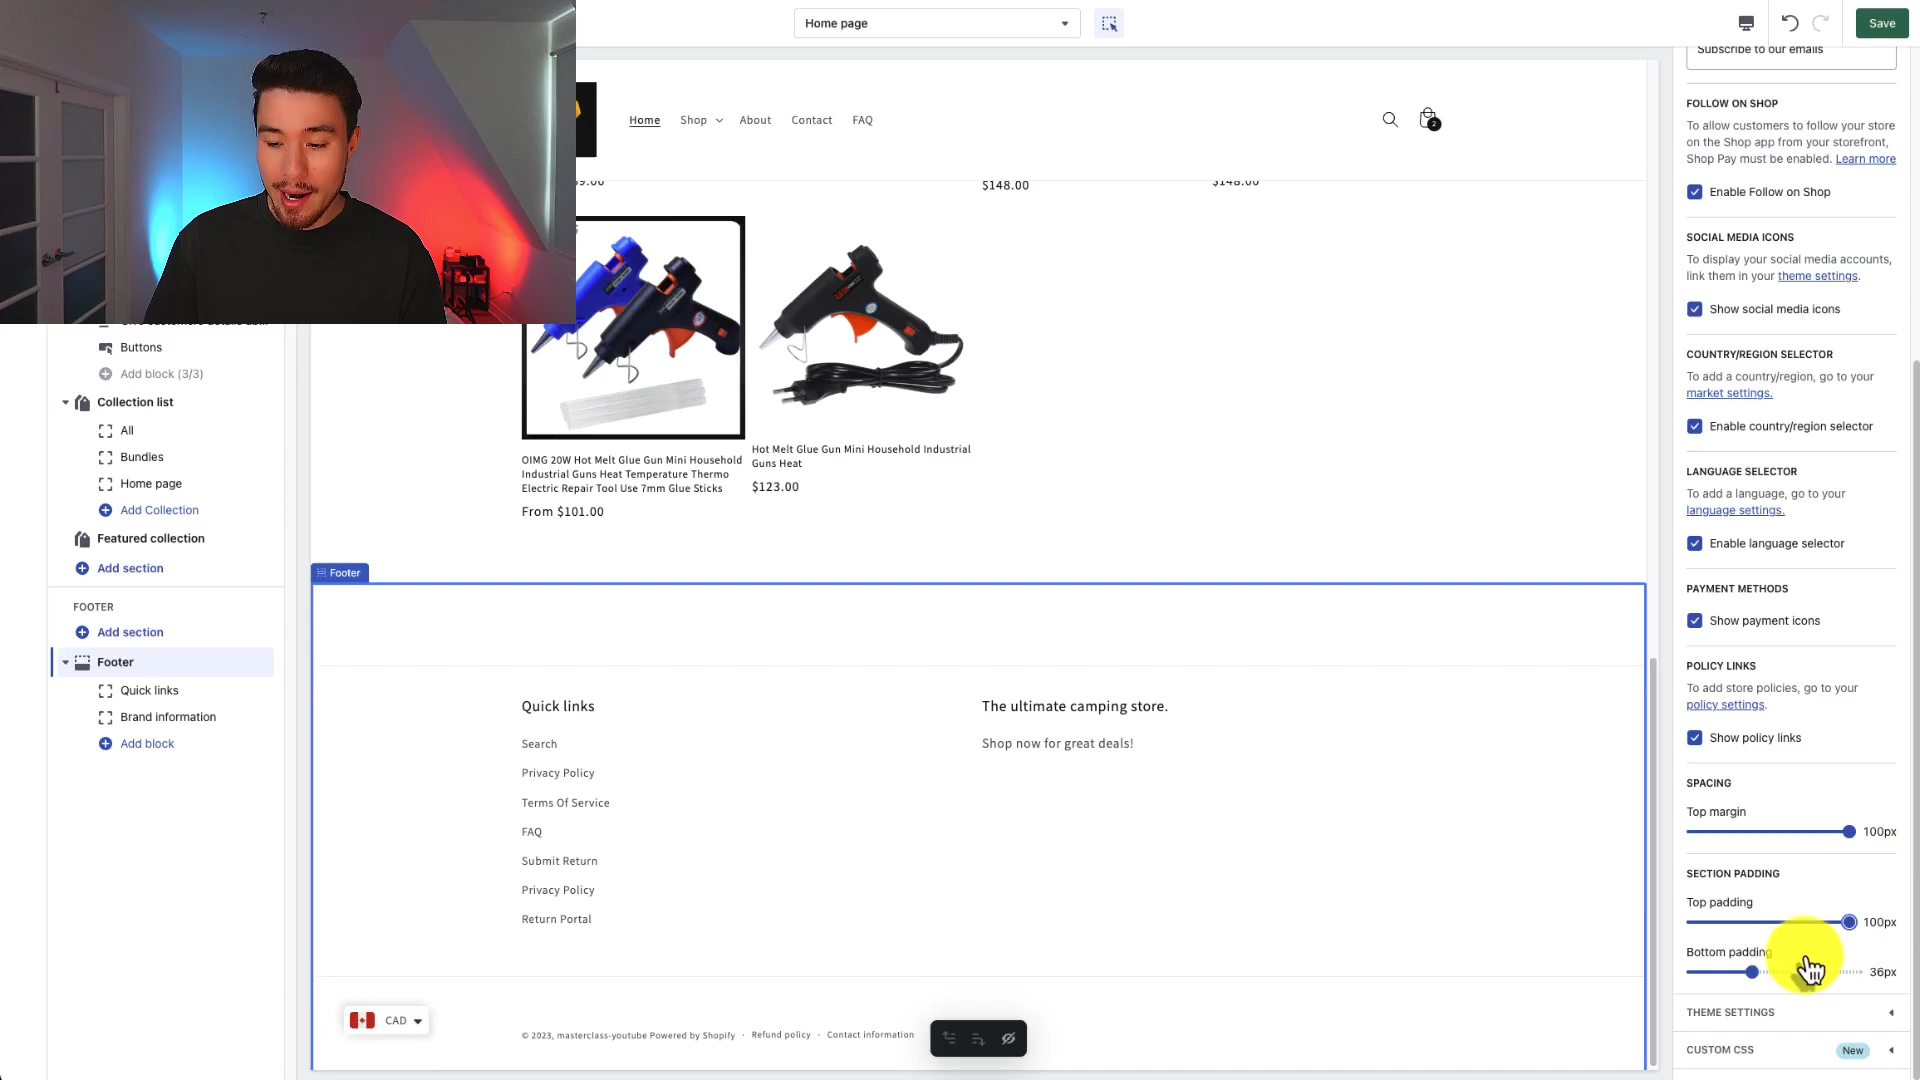 Home page
Save
Home
Shop
About
Contact
FAQ
2
$148.00
$148.00
OIMG 20W Hot Melt Glue Gun Mini Household
Industrial Guns Heat Temperature Thermo
Electric Repair Tool Use 7mm Glue Sticks
From $101.00
Hot Melt Glue Gun Mini Household Industrial
Guns Heat
$123.00
Buttons
Add block (3/3)
Collection list
All
Bundles
Home page
Add Collection
Featured collection
Add section
FOOTER
Add section
Footer
Quick links
Brand information
Add block
Footer
Quick links
Search
Privacy Policy
Terms Of Service
FAQ
Submit Return
Privacy Policy
Return Portal
The ultimate camping store.
Shop now for great deals!
CAD
© 2023, masterclass-youtube Powered by Shopify · Refund policy · Contact information
Subscribe to our emails
FOLLOW ON SHOP
To allow customers to follow your store
on the Shop app from your storefront,
Shop Pay must be enabled. Learn more
Enable Follow on Shop
SOCIAL MEDIA ICONS
To display your social media accounts,
link them in your theme settings.
Show social media icons
COUNTRY/REGION SELECTOR
To add a country/region, go to your
market settings.
Enable country/region selector
LANGUAGE SELECTOR
To add a language, go to your
language settings.
Enable language selector
PAYMENT METHODS
Show payment icons
POLICY LINKS
To add store policies, go to your
policy settings.
Show policy links
SPACING
Top margin
100px
SECTION PADDING
Top padding
100px
Bottom padding
36px
THEME SETTINGS
CUSTOM CSS
New